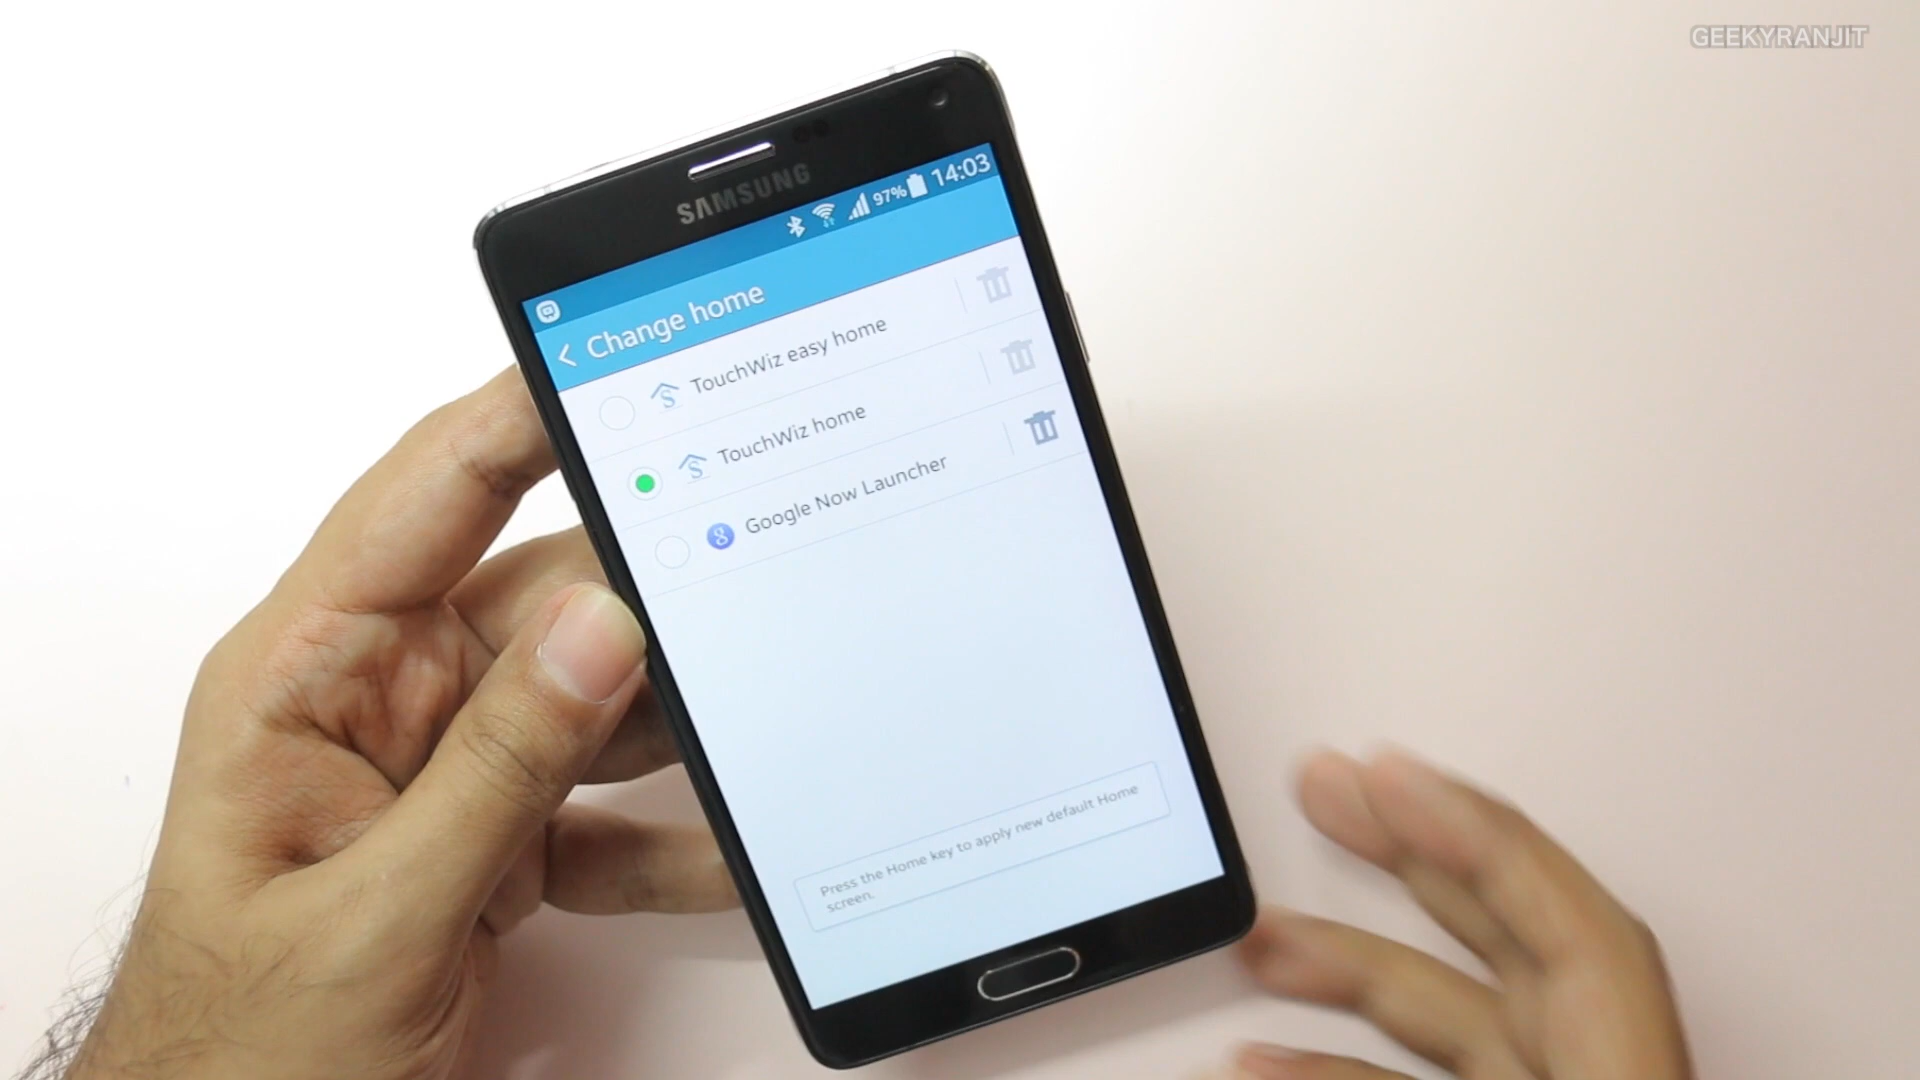 GEEKYRANJIT
SAMSUNG
97% 14:03
Change home
TouchWiz easy home
TouchWiz home
Google Now Launcher
Press the Home key to apply new default Home
screen.